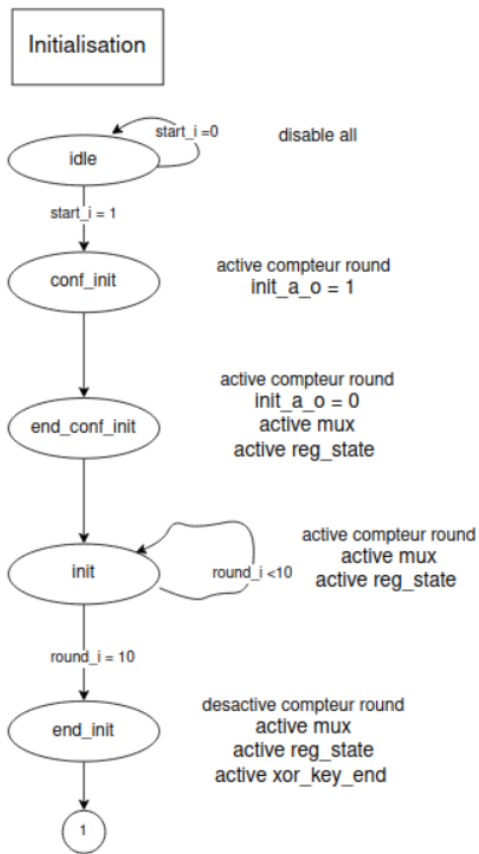 Initialisation
start_i =0
disable all
idle
start_i = 1
active compteur round
conf_init
init_a_o = 1
active compteur round
init_a_o = 0
end_conf_init
active mux
active reg_state
active compteur round
active mux
init
round_i <10
active reg_state
round_i = 10
desactive compteur round
end_init
active mux
active reg_state
active xor_key_end
1